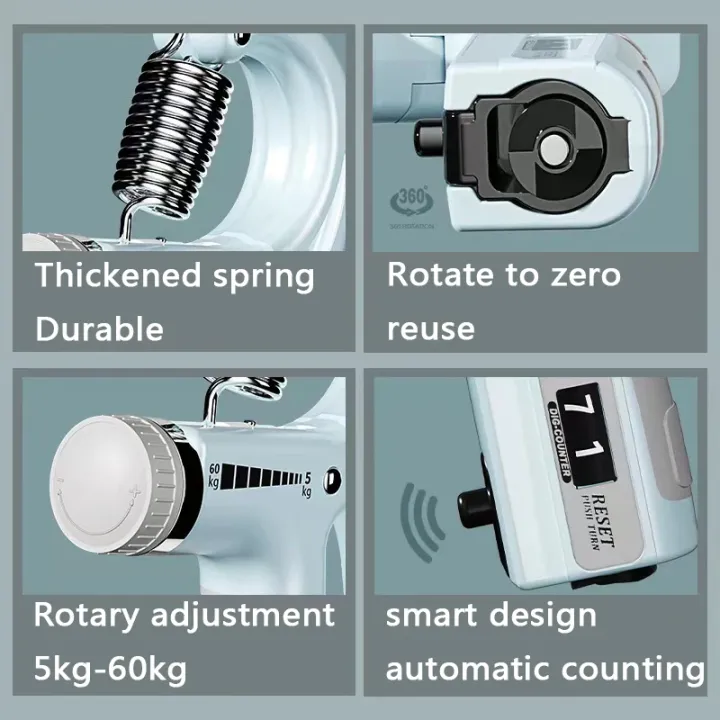 Thickened spring
Durable
360°
Rotate to zero
reuse
60
kg
5
kg
Rotary adjustment
5kg-60kg
7
1
DIG-COUNTER
RESET
PUSH TURN
smart design
automatic counting